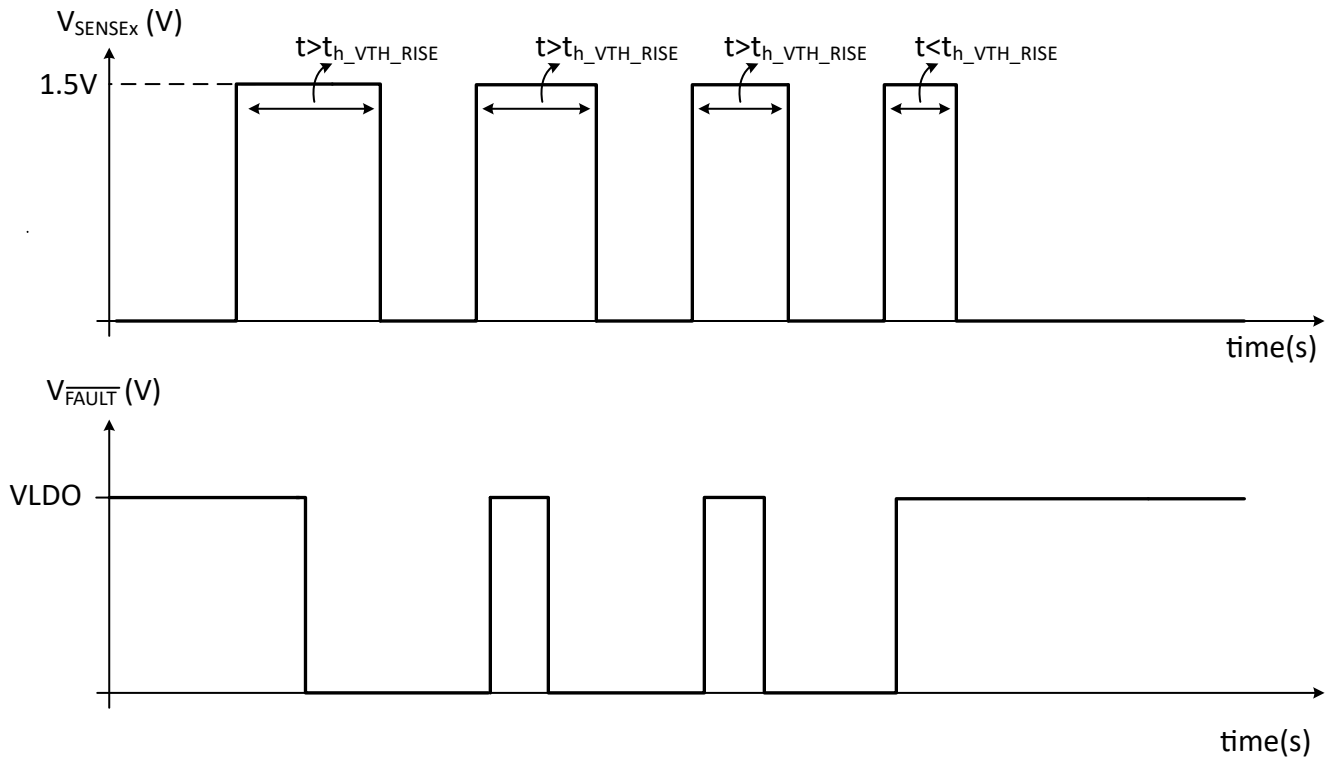 V_SENSEx (V)
t>t_h_VTH_RISE t>t_h_VTH_RISE t>t_h_VTH_RISE t<t_h_VTH_RISE
1.5V
time(s)
V_FAULT (V)
VLDO
time(s)